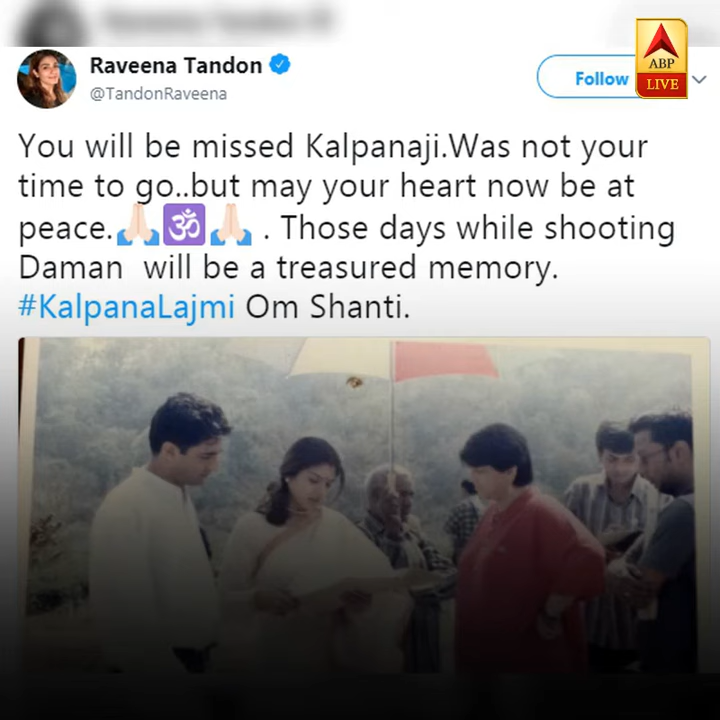 Raveena Tandon
@TandonRaveena
Follow
ABP
LIVE
You will be missed Kalpanaji.Was not your
time to go..but may your heart now be at
peace.🙏🏻🕉🙏🏻 . Those days while shooting
Daman will be a treasured memory.
#KalpanaLajmi Om Shanti.